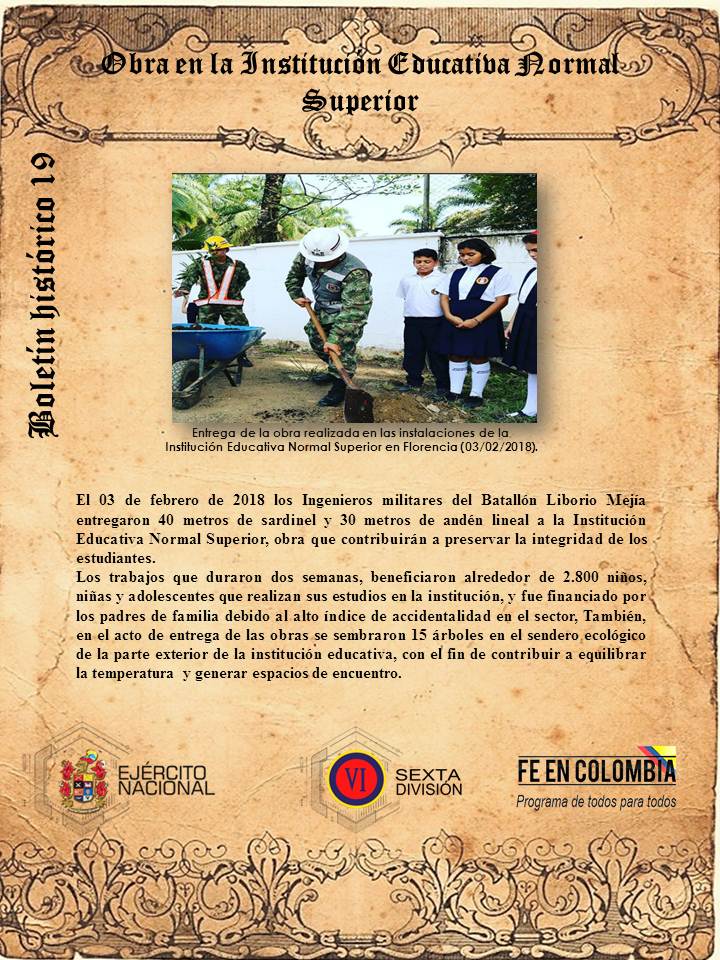 Obra en la Institución Educativa Normal
Superior
Boletín histórico 19
Entrega de la obra realizada en las instalaciones de la
Institución Educativa Normal Superior en Florencia (03/02/2018).
El 03 de febrero de 2018 los Ingenieros militares del Batallón Liborio Mejía
entregaron 40 metros de sardinel y 30 metros de andén lineal a la Institución
Educativa Normal Superior, obra que contribuirán a preservar la integridad de los
estudiantes.
Los trabajos que duraron dos semanas, beneficiaron alrededor de 2.800 niños,
niñas y adolescentes que realizan sus estudios en la institución, y fue financiado por
los padres de familia debido al alto índice de accidentalidad en el sector, También,
en el acto de entrega de las obras se sembraron 15 árboles en el sendero ecológico
de la parte exterior de la institución educativa, con el fin de contribuir a equilibrar
la temperatura y generar espacios de encuentro.
EJÉRCITO
NACIONAL
VI
SEXTA
DIVISIÓN
FE EN COLOMBIA
Programa de todos para todos